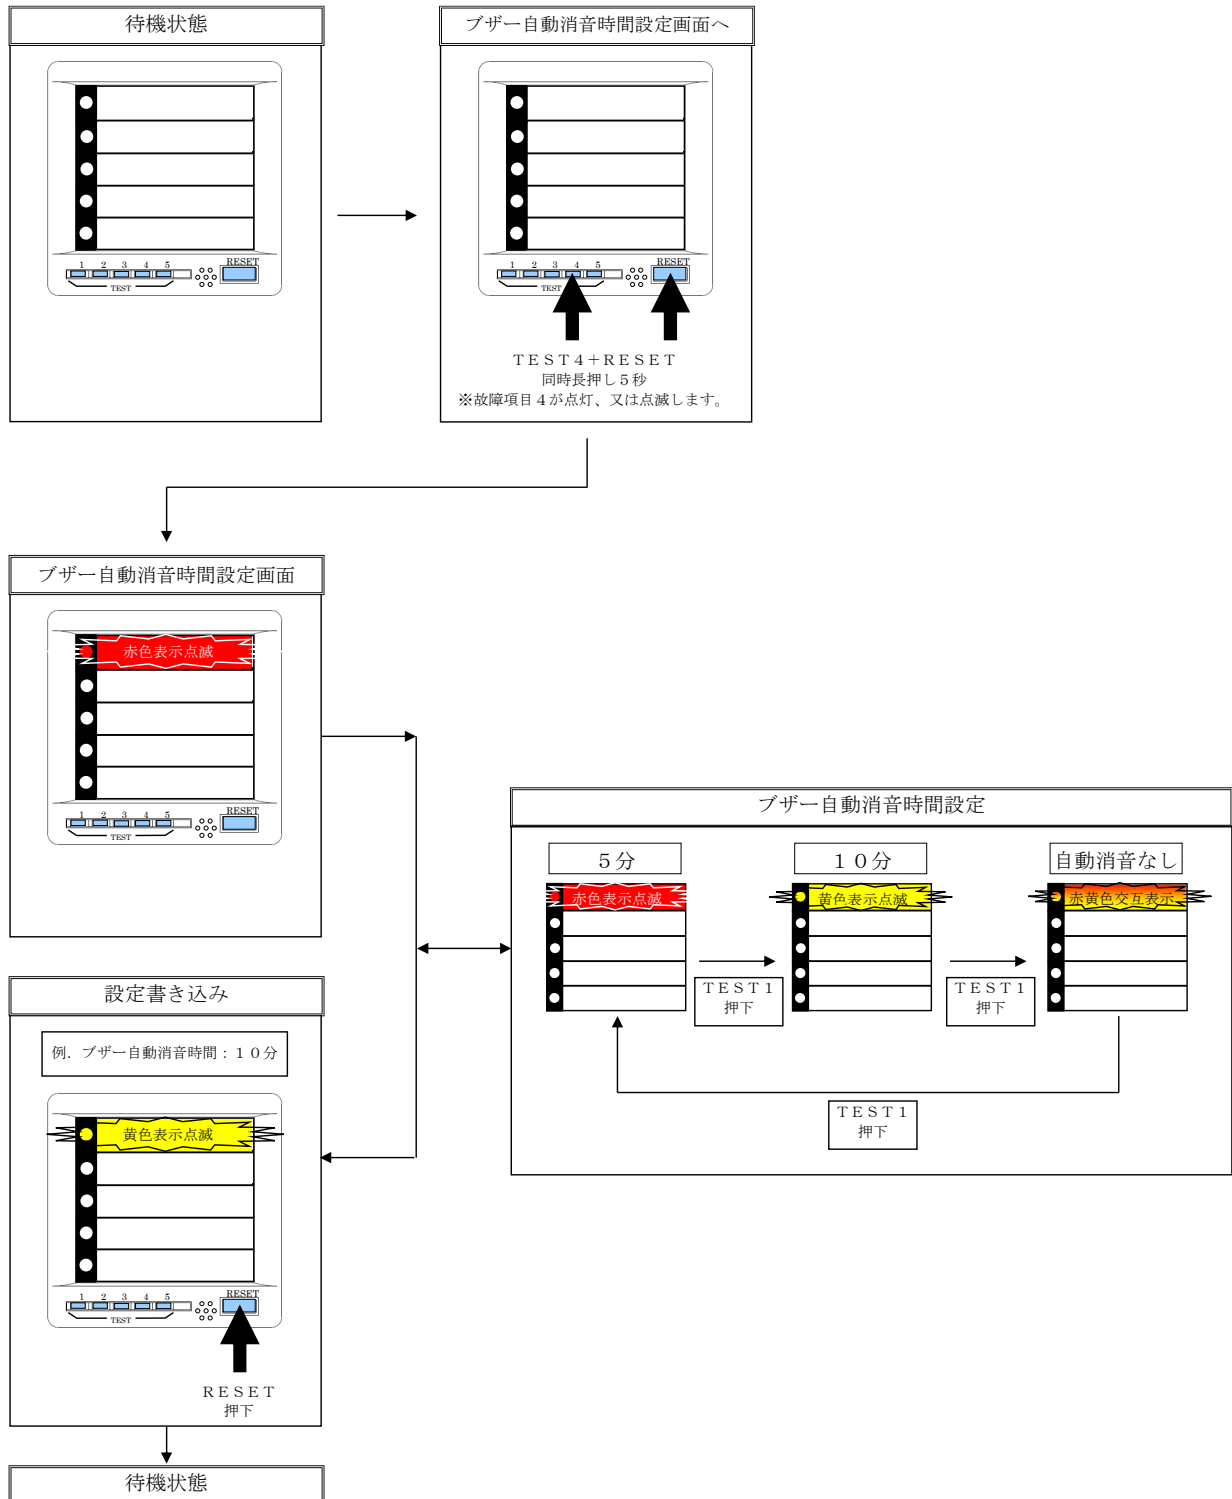 待機状態
1 2 3 4 5
TEST
RESET
ブザー自動消音時間設定画面へ
1 2 3 4 5
TEST
RESET
ＴＥＳＴ４＋ＲＥＳＥＴ
同時長押し５秒
※故障項目４が点灯、又は点滅します。
ブザー自動消音時間設定画面
赤色表示点滅
1 2 3 4 5
TEST
RESET
ブザー自動消音時間設定
５分
赤色表示点滅
ＴＥＳＴ１
押下
１０分
黄色表示点滅
ＴＥＳＴ１
押下
自動消音なし
赤黄色交互表示
ＴＥＳＴ１
押下
設定書き込み
例．ブザー自動消音時間：１０分
黄色表示点滅
1 2 3 4 5
TEST
RESET
ＲＥＳＥＴ
押下
待機状態